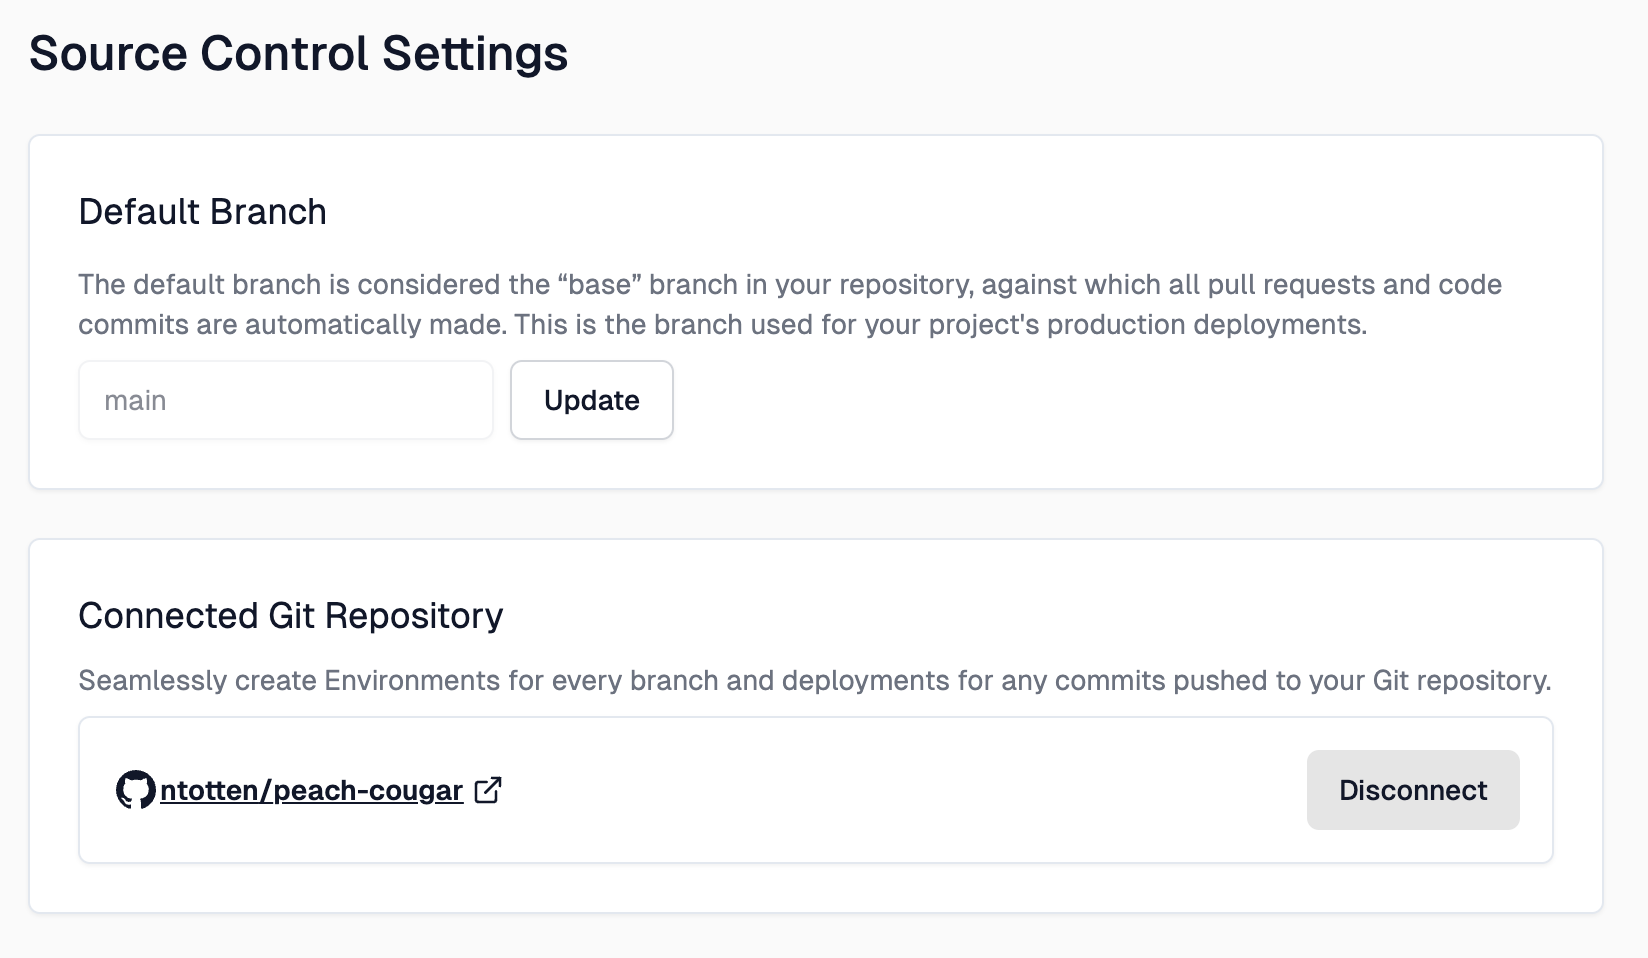 Source Control Settings
Default Branch
The default branch is considered the “base” branch in your repository, against which all pull requests and code
commits are automatically made. This is the branch used for your project's production deployments.
main
Update
Connected Git Repository
Seamlessly create Environments for every branch and deployments for any commits pushed to your Git repository.
ntotten/peach-cougar
Disconnect